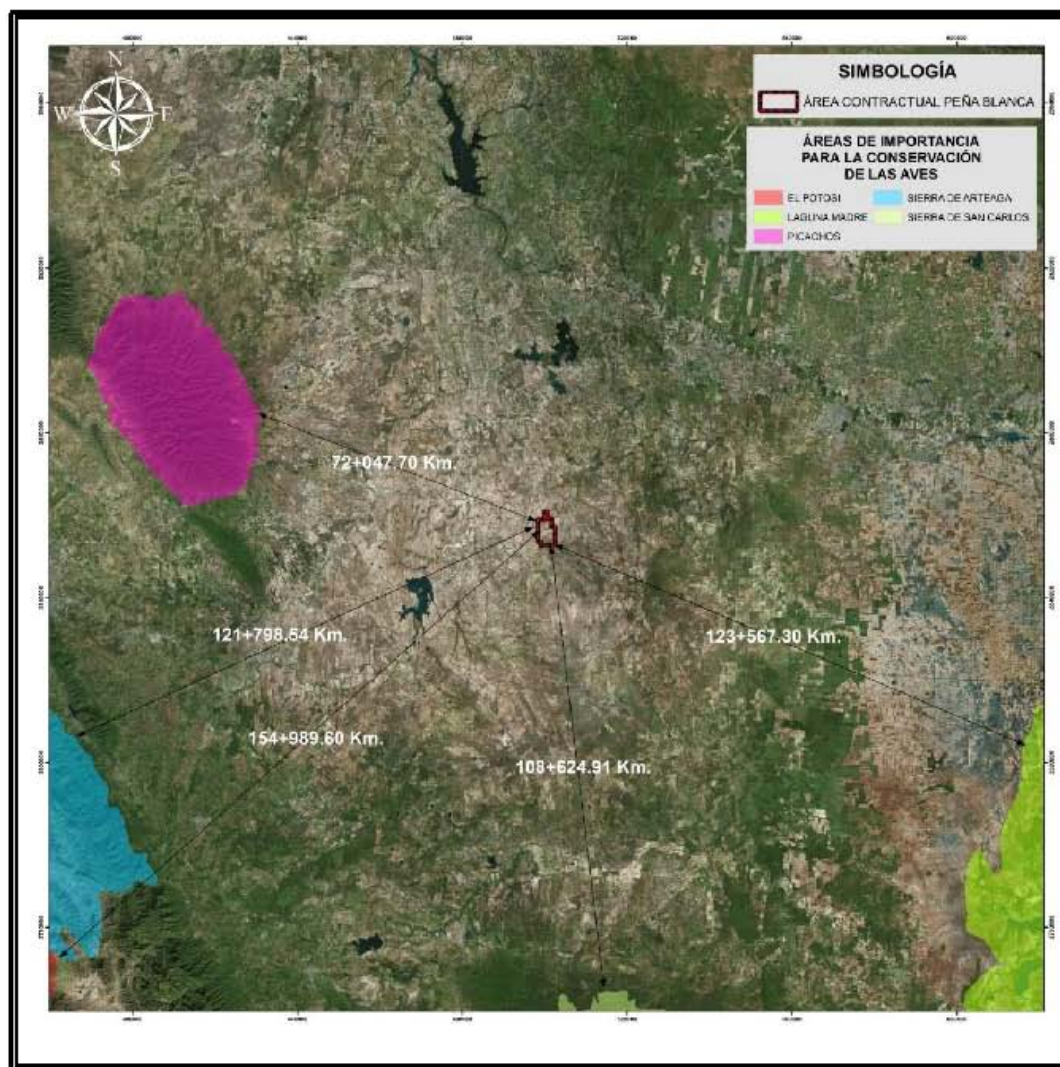 N
W E
S
SIMBOLOGÍA
ÁREA CONTRACTUAL PEÑA BLANCA
ÁREAS DE IMPORTANCIA
PARA LA CONSERVACIÓN
DE LAS AVES
EL POTOSI
SIERRA DE ARTEAGA
LAGUNA MADRE
SIERRA DE SAN CARLOS
PICACHOS
72+047.70 Km.
121+798.54 Km.
123+567.30 Km.
154+989.60 Km.
108+624.91 Km.